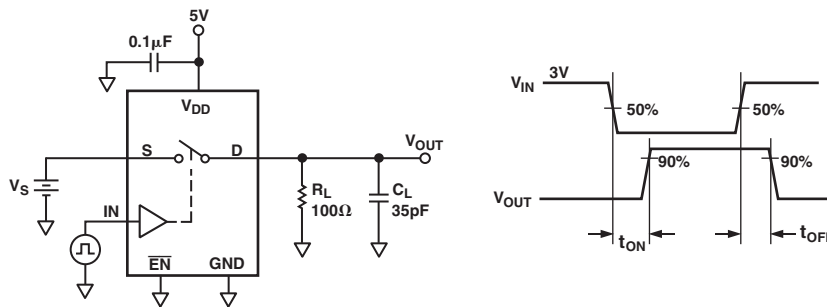 5V
0.1µF
VDD
S
D
VOUT
VS
IN
RL
100Ω
CL
35pF
EN
GND
VIN
3V
50%
50%
90%
90%
VOUT
tON
tOFF